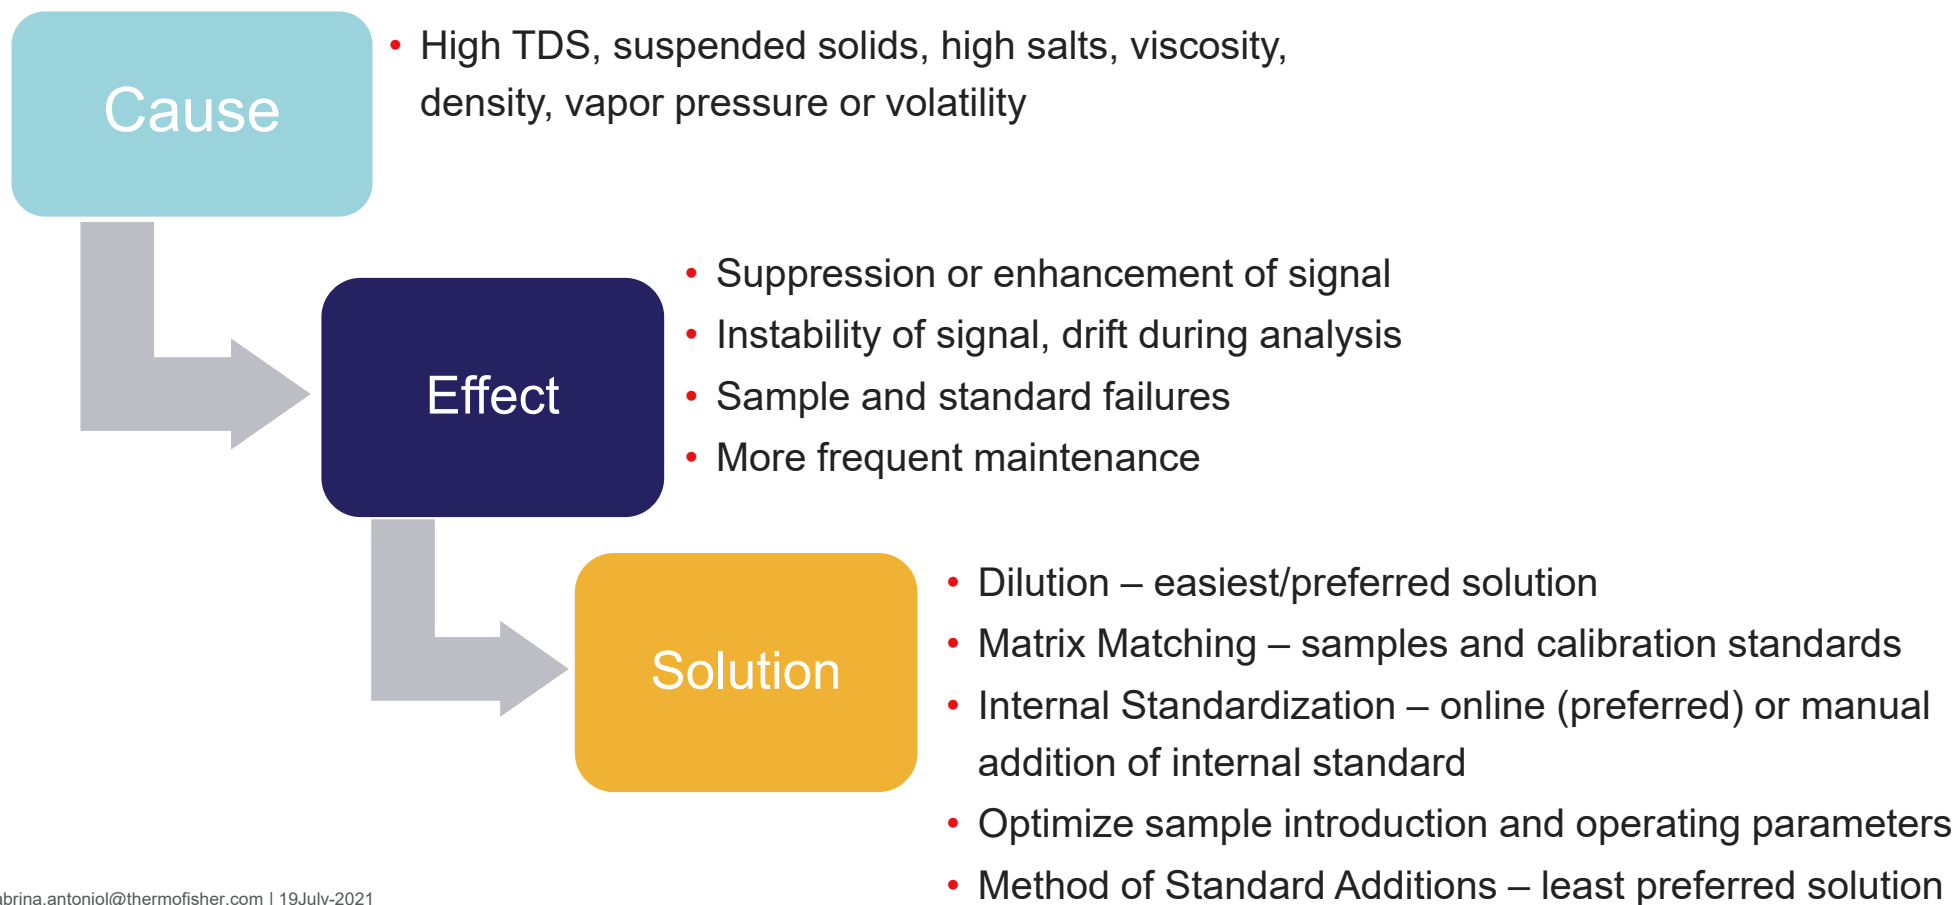 Cause
• High TDS, suspended solids, high salts, viscosity,
density, vapor pressure or volatility
Effect
• Suppression or enhancement of signal
• Instability of signal, drift during analysis
• Sample and standard failures
• More frequent maintenance
Solution
• Dilution – easiest/preferred solution
• Matrix Matching – samples and calibration standards
• Internal Standardization – online (preferred) or manual
addition of internal standard
• Optimize sample introduction and operating parameters
• Method of Standard Additions – least preferred solution
abrina.antoniol@thermofisher.com | 19July-2021